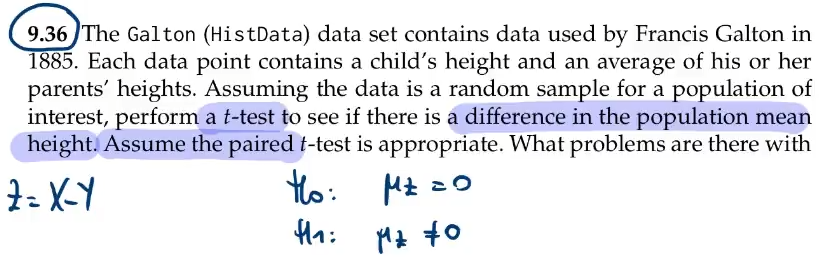 9.36 The Galton (HistData) data set contains data used by Francis Galton in
1885. Each data point contains a child's height and an average of his or her
parents' heights. Assuming the data is a random sample for a population of
interest, perform a t-test to see if there is a difference in the population mean
height. Assume the paired t-test is appropriate. What problems are there with
z = X-Y H₀: μz = 0
H₁: μz ≠ 0